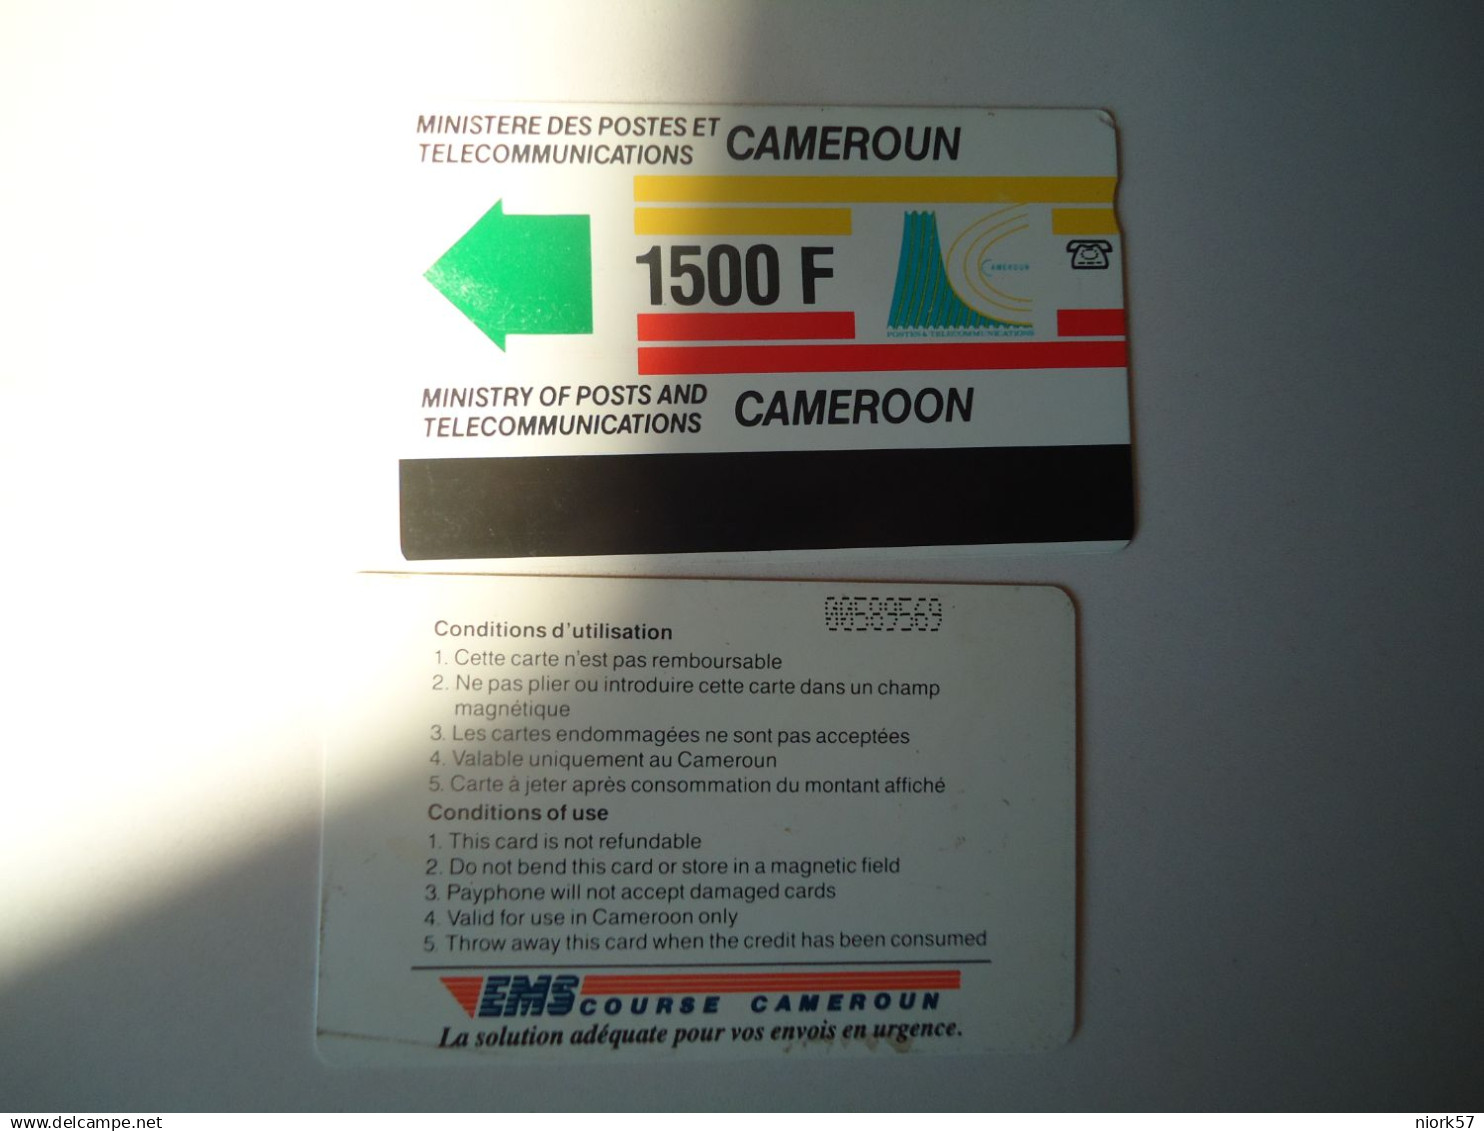 MINISTERE DES POSTES ET
TELECOMMUNICATIONS
CAMEROUN
1500 F
CAMEROUN
POSTES & TELECOMMUNICATIONS
MINISTRY OF POSTS AND
TELECOMMUNICATIONS
CAMEROON
00589569
Conditions d'utilisation
1. Cette carte n'est pas remboursable
2. Ne pas plier ou introduire cette carte dans un champ
magnétique
3. Les cartes endommagées ne sont pas acceptées
4. Valable uniquement au Cameroun
5. Carte à jeter après consommation du montant affiché
Conditions of use
1. This card is not refundable
2. Do not bend this card or store in a magnetic field
3. Payphone will not accept damaged cards
4. Valid for use in Cameroon only
5. Throw away this card when the credit has been consumed
EMS COURSE CAMEROUN
La solution adéquate pour vos envois en urgence.
www.delcampe.net
niork57